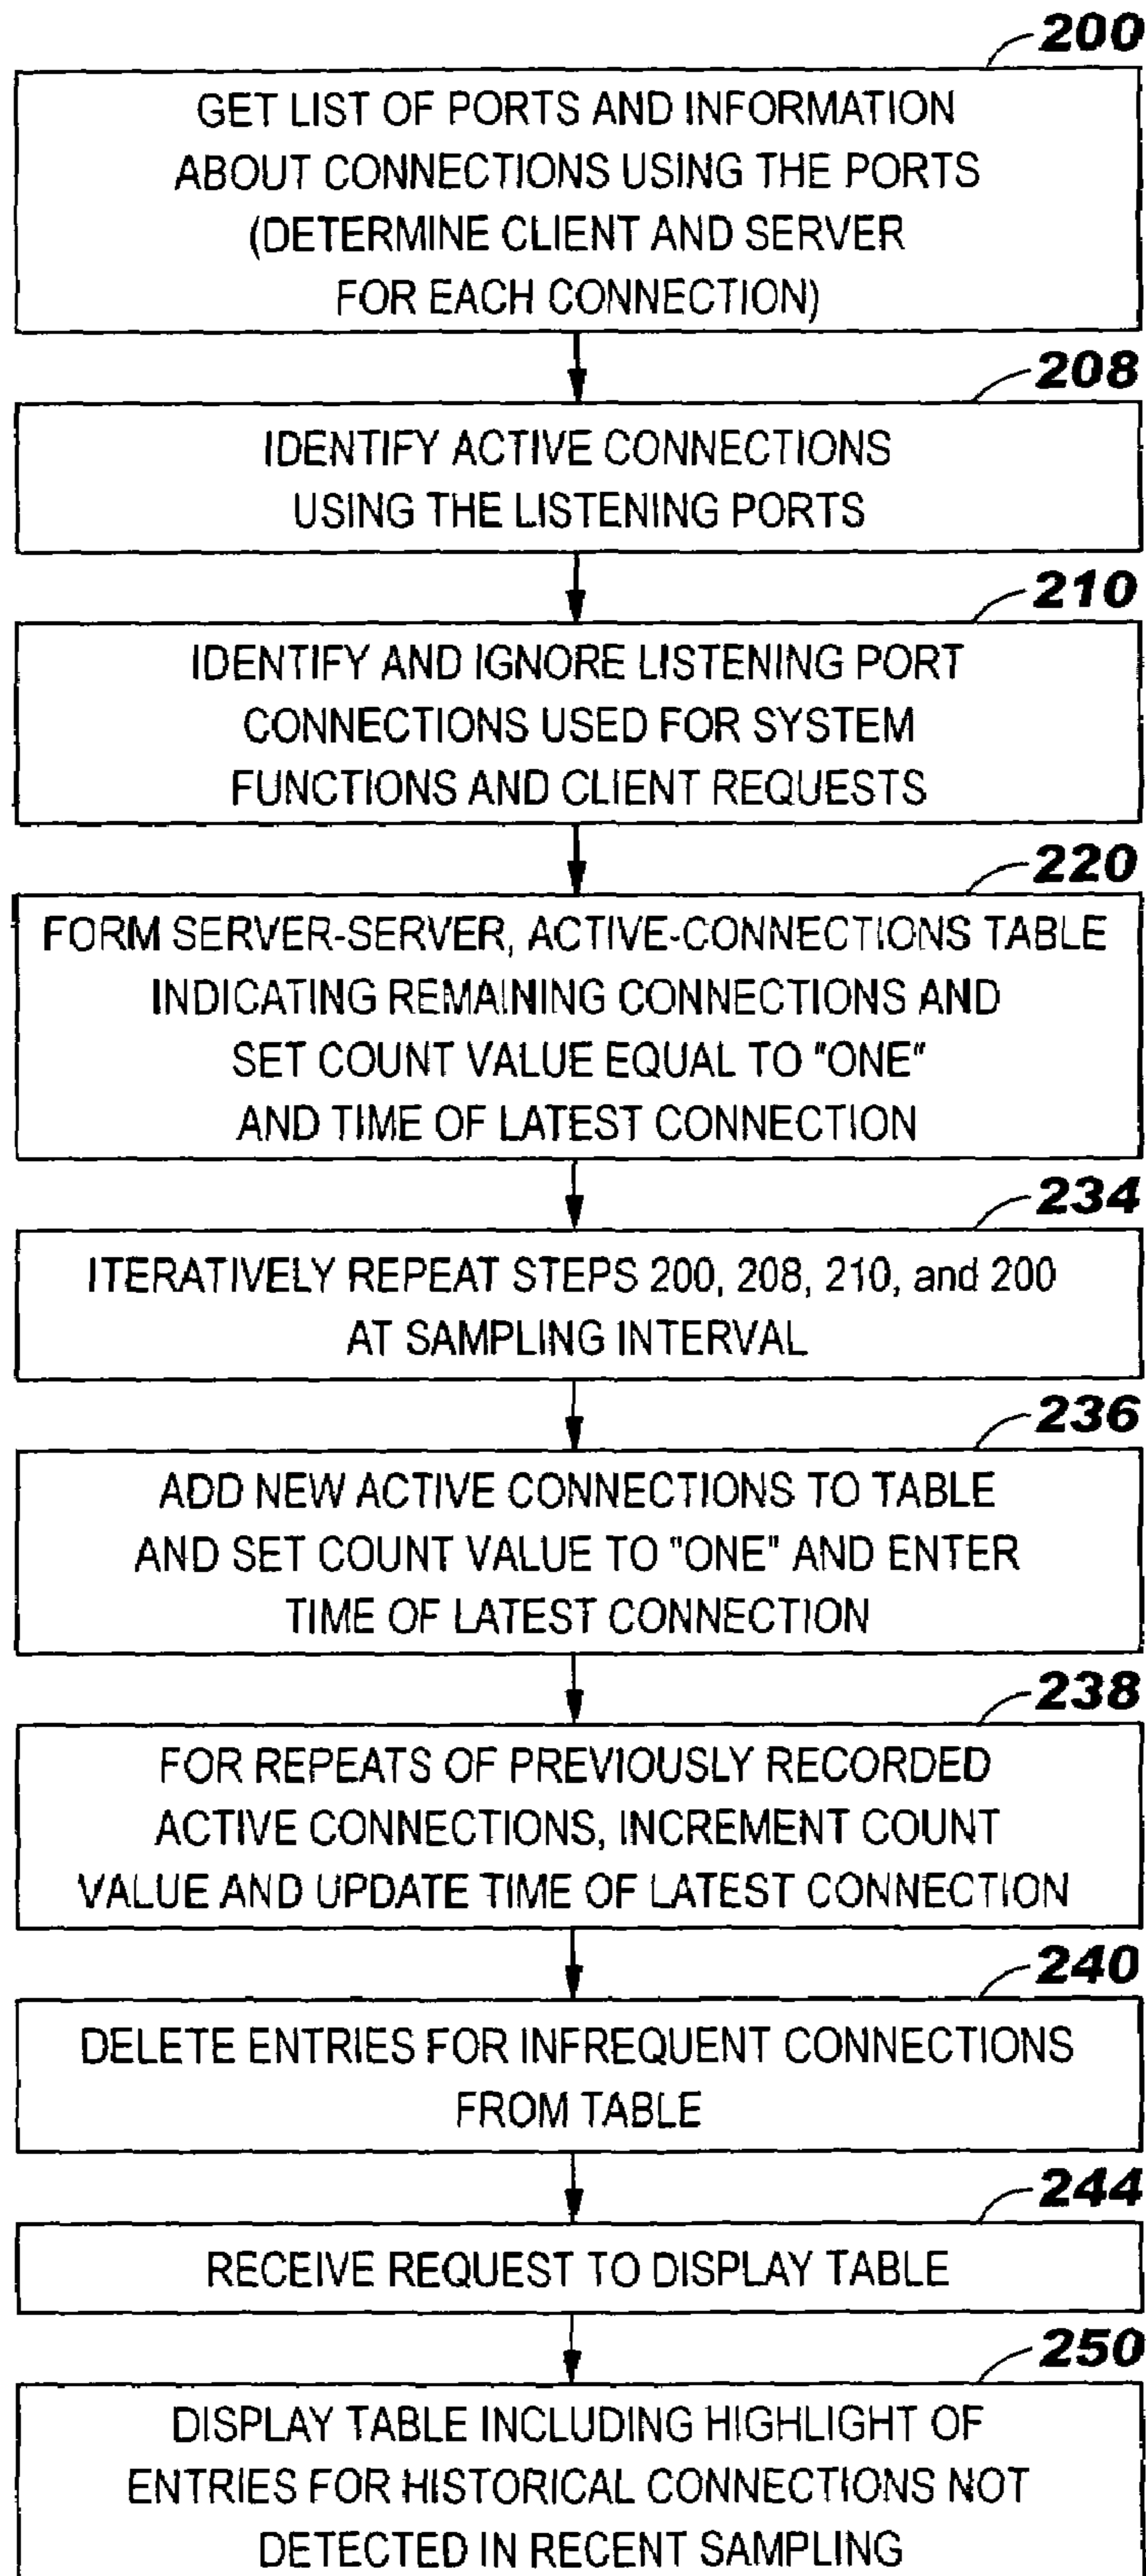 200
GET LIST OF PORTS AND INFORMATION
ABOUT CONNECTIONS USING THE PORTS
(DETERMINE CLIENT AND SERVER
FOR EACH CONNECTION)
208
IDENTIFY ACTIVE CONNECTIONS
USING THE LISTENING PORTS
210
IDENTIFY AND IGNORE LISTENING PORT
CONNECTIONS USED FOR SYSTEM
FUNCTIONS AND CLIENT REQUESTS
220
FORM SERVER-SERVER, ACTIVE-CONNECTIONS TABLE
INDICATING REMAINING CONNECTIONS AND
SET COUNT VALUE EQUAL TO "ONE"
AND TIME OF LATEST CONNECTION
234
ITERATIVELY REPEAT STEPS 200, 208, 210, and 200
AT SAMPLING INTERVAL
236
ADD NEW ACTIVE CONNECTIONS TO TABLE
AND SET COUNT VALUE TO "ONE" AND ENTER
TIME OF LATEST CONNECTION
238
FOR REPEATS OF PREVIOUSLY RECORDED
ACTIVE CONNECTIONS, INCREMENT COUNT
VALUE AND UPDATE TIME OF LATEST CONNECTION
240
DELETE ENTRIES FOR INFREQUENT CONNECTIONS
FROM TABLE
244
RECEIVE REQUEST TO DISPLAY TABLE
250
DISPLAY TABLE INCLUDING HIGHLIGHT OF
ENTRIES FOR HISTORICAL CONNECTIONS NOT
DETECTED IN RECENT SAMPLING